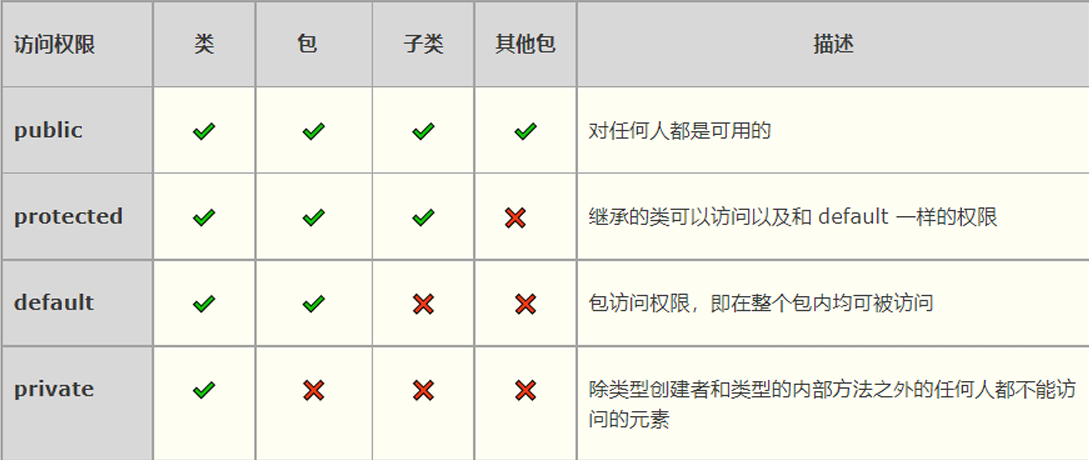 访问权限 类 包 子类 其他包 描述
public 对任何人都是可用的
protected 继承的类可以访问以及和 default 一样的权限
default 包访问权限，即在整个包内均可被访问
private 除类型创建者和类型的内部方法之外的任何人都不能访
问的元素